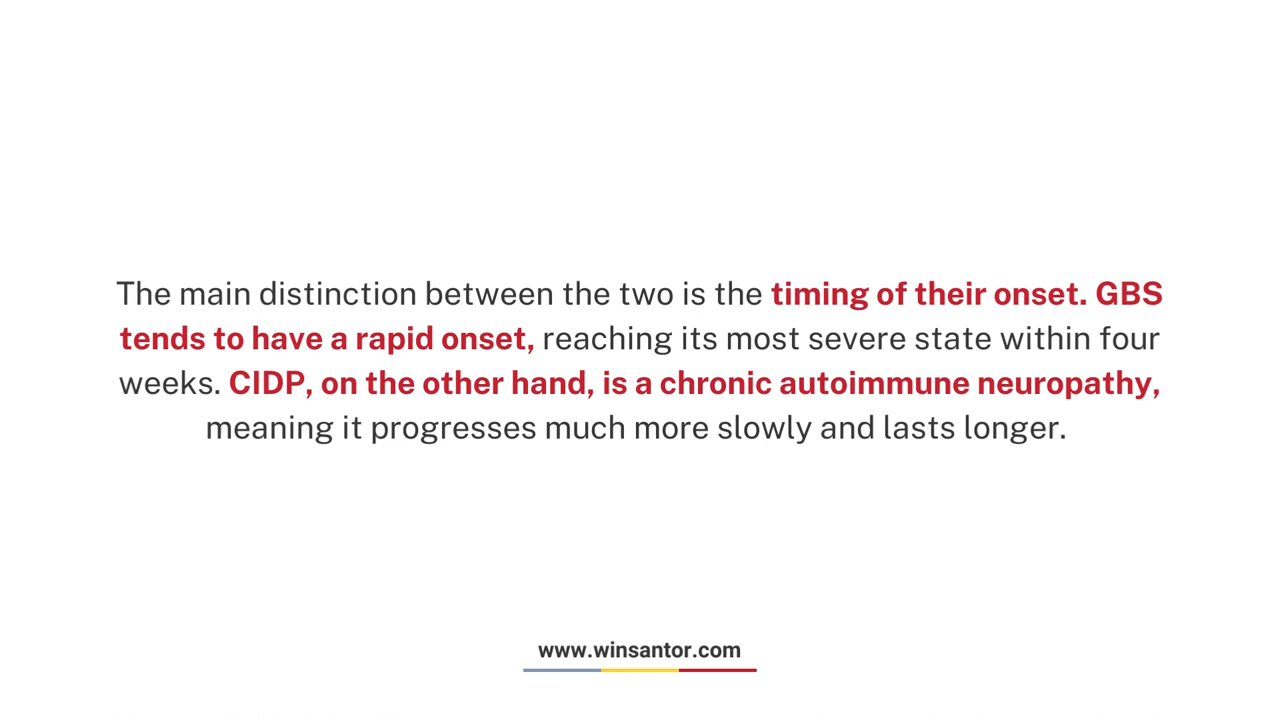 The main distinction between the two is the timing of their onset. GBS
tends to have a rapid onset, reaching its most severe state within four
weeks. CIDP, on the other hand, is a chronic autoimmune neuropathy,
meaning it progresses much more slowly and lasts longer.
www.winsantor.com